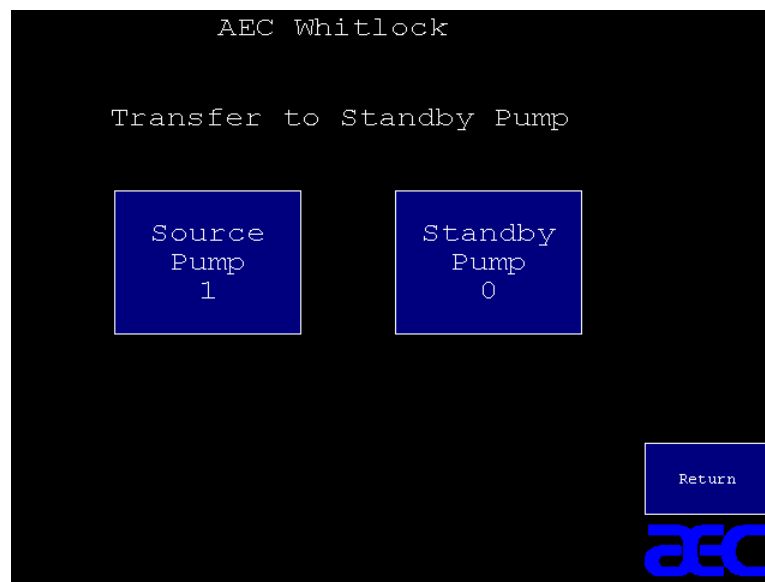 AEC Whitlock
Transfer to Standby Pump
Source
Pump
1
Standby
Pump
0
Return
AEC